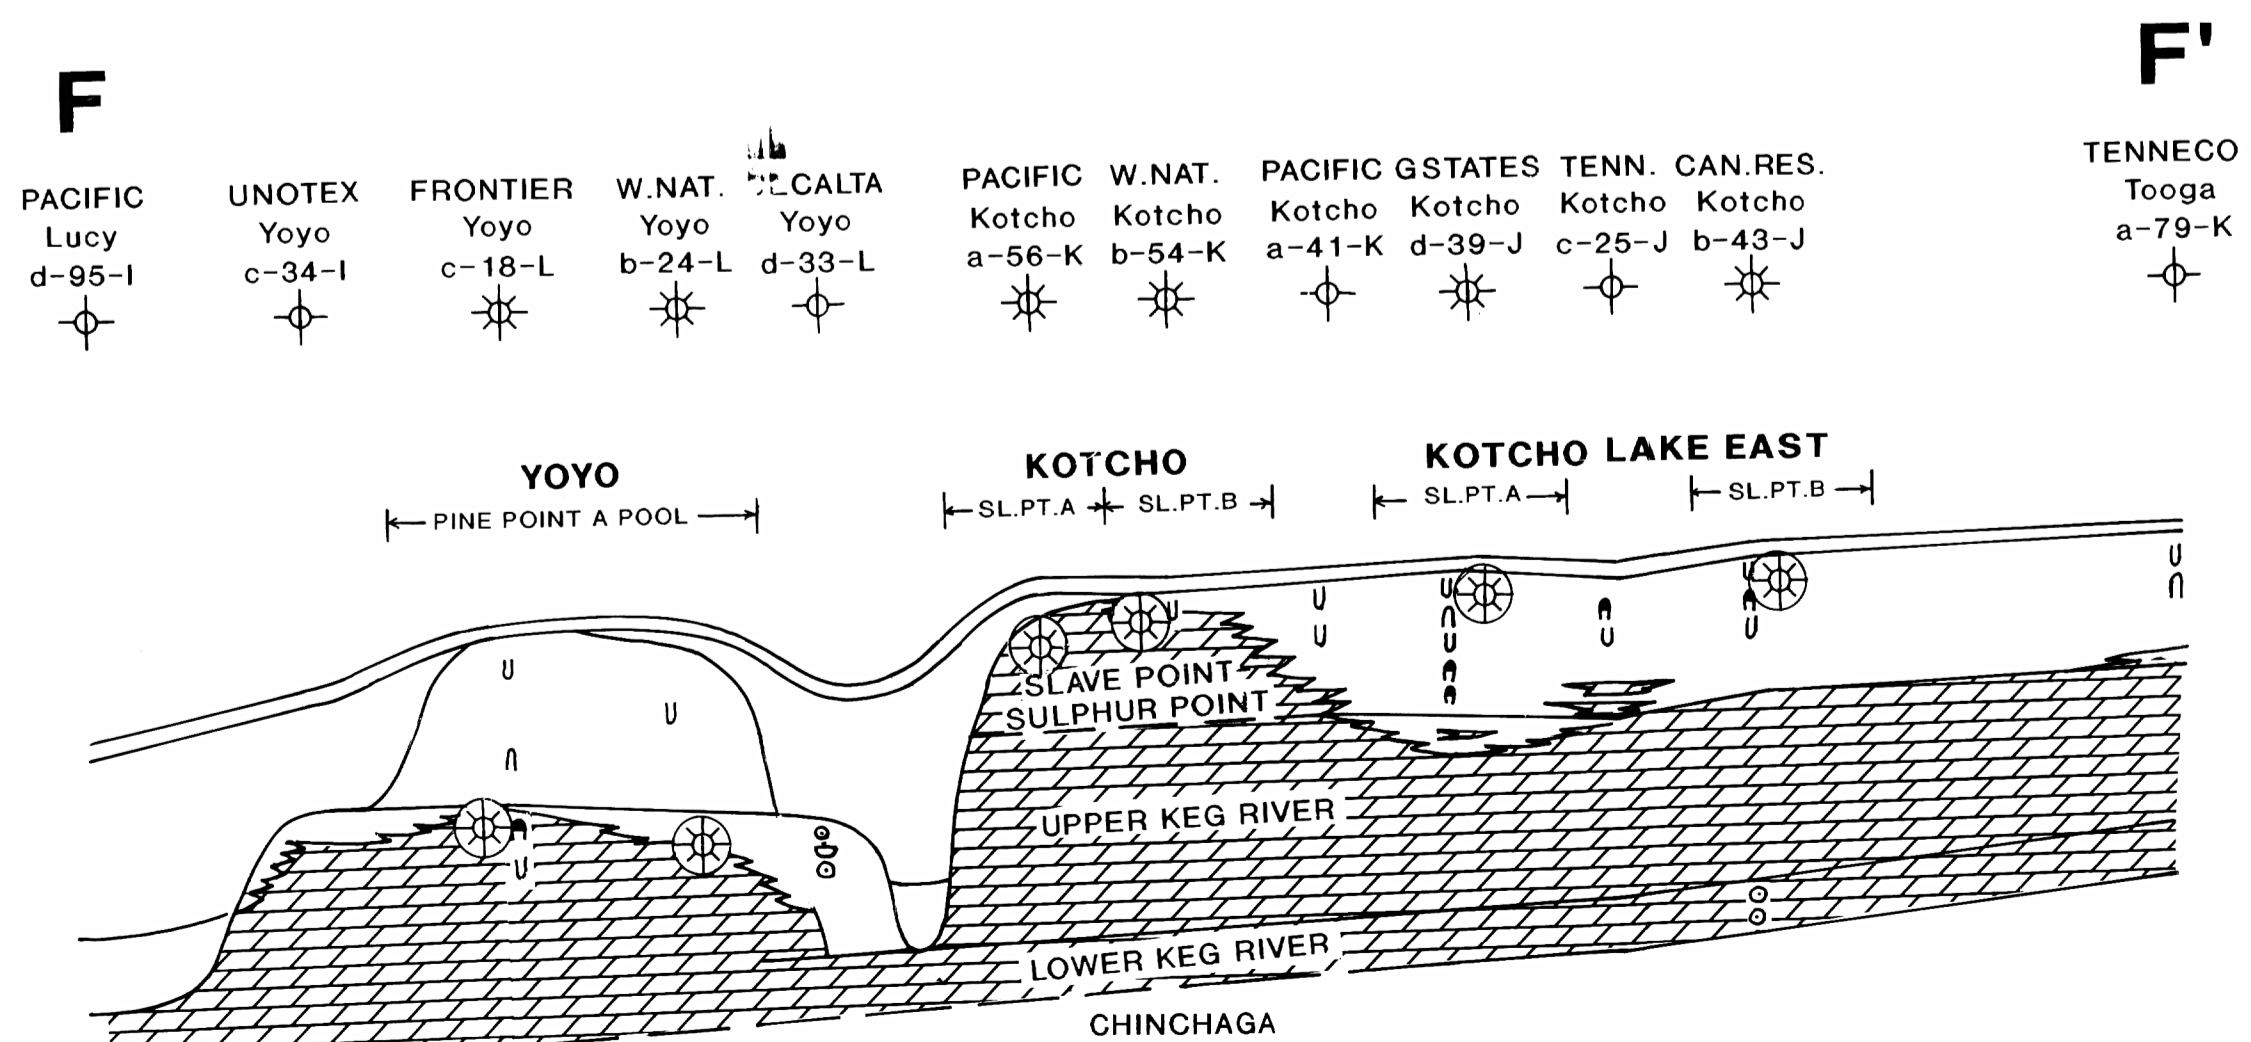 F
F'
PACIFIC
Lucy
d-95-I
UNOTEX
Yoyo
c-34-I
FRONTIER
Yoyo
c-18-L
W.NAT.
Yoyo
b-24-L
CALTA
Yoyo
d-33-L
PACIFIC
Kotcho
a-56-K
W.NAT.
Kotcho
b-54-K
PACIFIC
Kotcho
a-41-K
GSTATES
Kotcho
d-39-J
TENN.
Kotcho
c-25-J
CAN.RES.
Kotcho
b-43-J
TENNECO
Tooga
a-79-K
YOYO
PINE POINT A POOL
KOTCHO
SL.PT.A
SL.PT.B
KOTCHO LAKE EAST
SL.PT.A
SL.PT.B
SLAVE POINT
SULPHUR POINT
UPPER KEG RIVER
LOWER KEG RIVER
CHINCHAGA